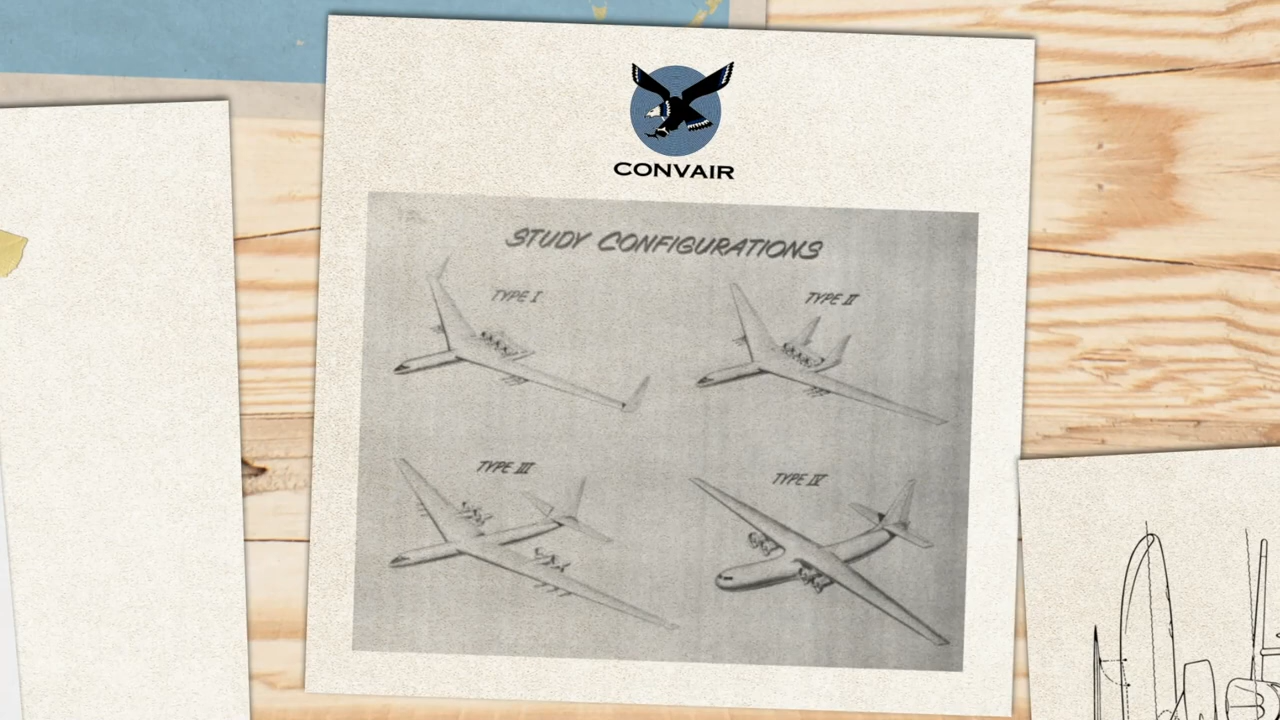 CONVAIR
STUDY CONFIGURATIONS
TYPE I
TYPE II
TYPE III
TYPE IV